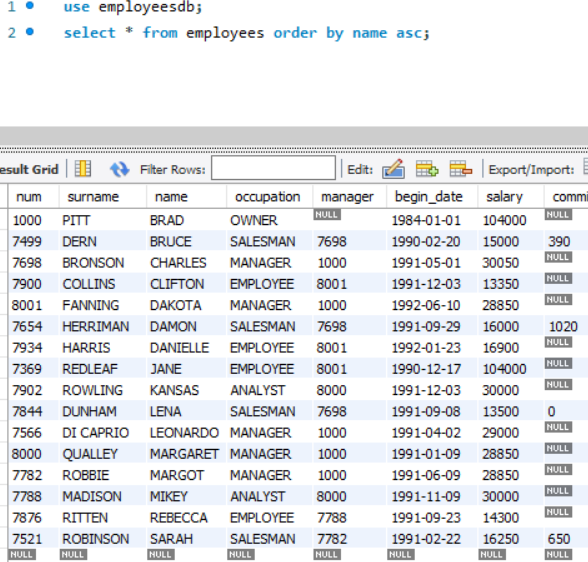 1 use employeesdb;
2 select * from employees order by name asc;
esult Grid Filter Rows: Edit: Export/Import:
num surname name occupation manager begin_date salary commi
1000 PITT BRAD OWNER NULL 1984-01-01 104000 NULL
7499 DERN BRUCE SALESMAN 7698 1990-02-20 15000 390
7698 BRONSON CHARLES MANAGER 1000 1991-05-01 30050 NULL
7900 COLLINS CLIFTON EMPLOYEE 8001 1991-12-03 13350 NULL
8001 FANNING DAKOTA MANAGER 1000 1992-06-10 28850 NULL
7654 HERRIMAN DAMON SALESMAN 7698 1991-09-29 16000 1020
7934 HARRIS DANIELLE EMPLOYEE 8001 1992-01-23 16900 NULL
7369 REDLEAF JANE EMPLOYEE 8001 1990-12-17 104000 NULL
7902 ROWLING KANSAS ANALYST 8000 1991-12-03 30000 NULL
7844 DUNHAM LENA SALESMAN 7698 1991-09-08 13500 0
7566 DI CAPRIO LEONARDO MANAGER 1000 1991-04-02 29000 NULL
8000 QUALLEY MARGARET MANAGER 1000 1991-01-09 28850 NULL
7782 ROBBIE MARGOT MANAGER 1000 1991-06-09 28850 NULL
7788 MADISON MIKEY ANALYST 8000 1991-11-09 30000 NULL
7876 RITTEN REBECCA EMPLOYEE 7788 1991-09-23 14300 NULL
7521 ROBINSON SARAH SALESMAN 7782 1991-02-22 16250 650
NULL NULL NULL NULL NULL NULL NULL NULL